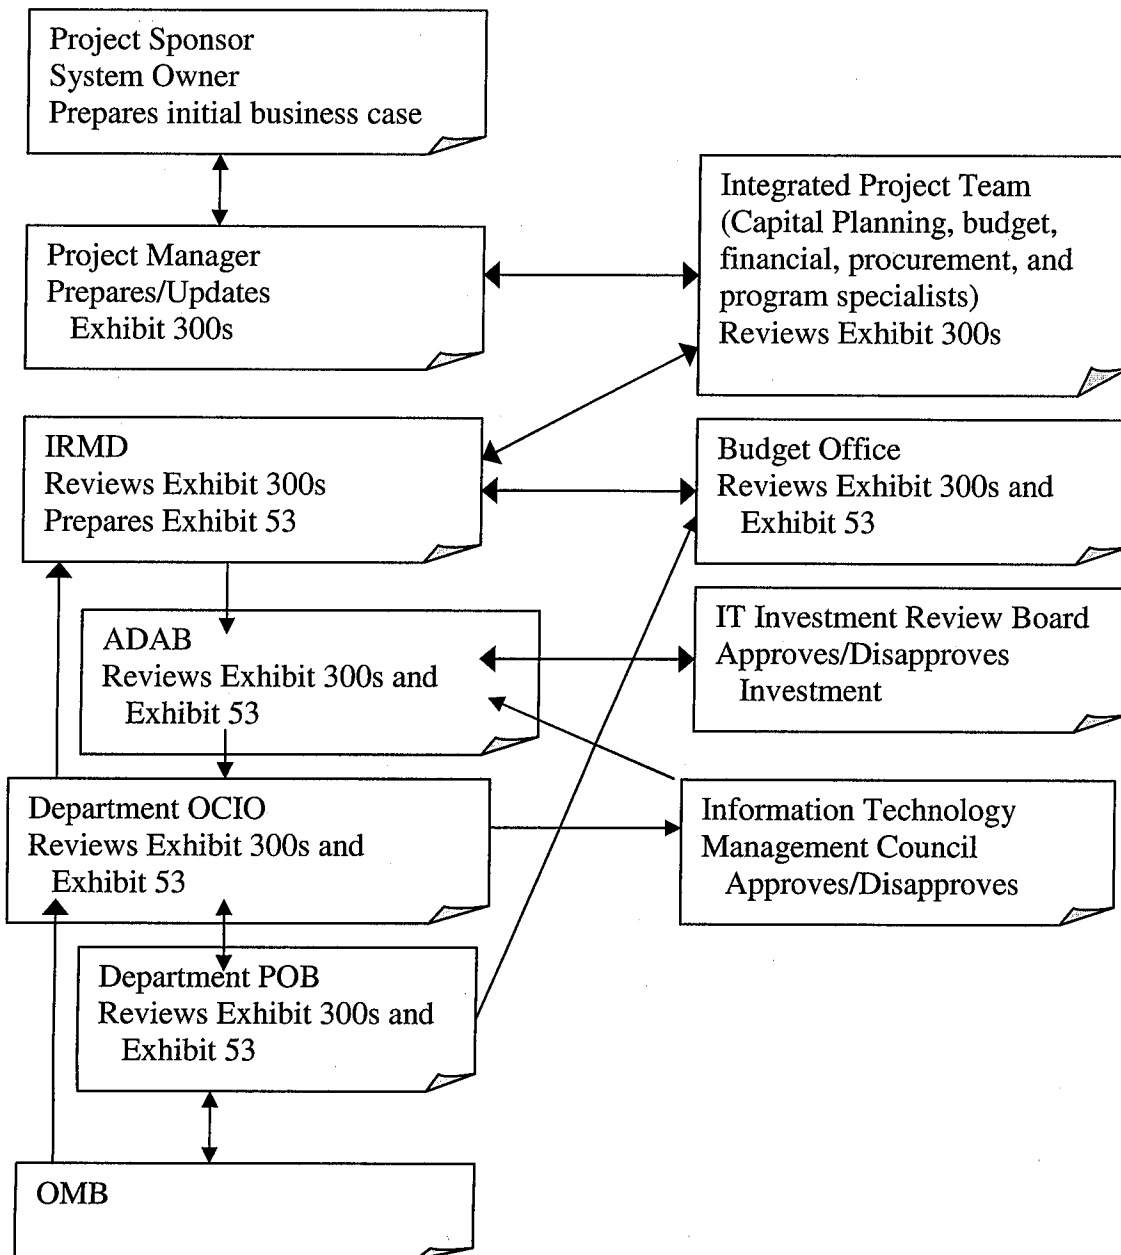 Project Sponsor
System Owner
Prepares initial business case
Project Manager
Prepares/Updates
Exhibit 300s
Integrated Project Team
(Capital Planning, budget,
financial, procurement, and
program specialists)
Reviews Exhibit 300s
IRMD
Reviews Exhibit 300s
Prepares Exhibit 53
Budget Office
Reviews Exhibit 300s and
Exhibit 53
ADAB
Reviews Exhibit 300s and
Exhibit 53
IT Investment Review Board
Approves/Disapproves
Investment
Department OCIO
Reviews Exhibit 300s and
Exhibit 53
Information Technology
Management Council
Approves/Disapproves
Department POB
Reviews Exhibit 300s and
Exhibit 53
OMB